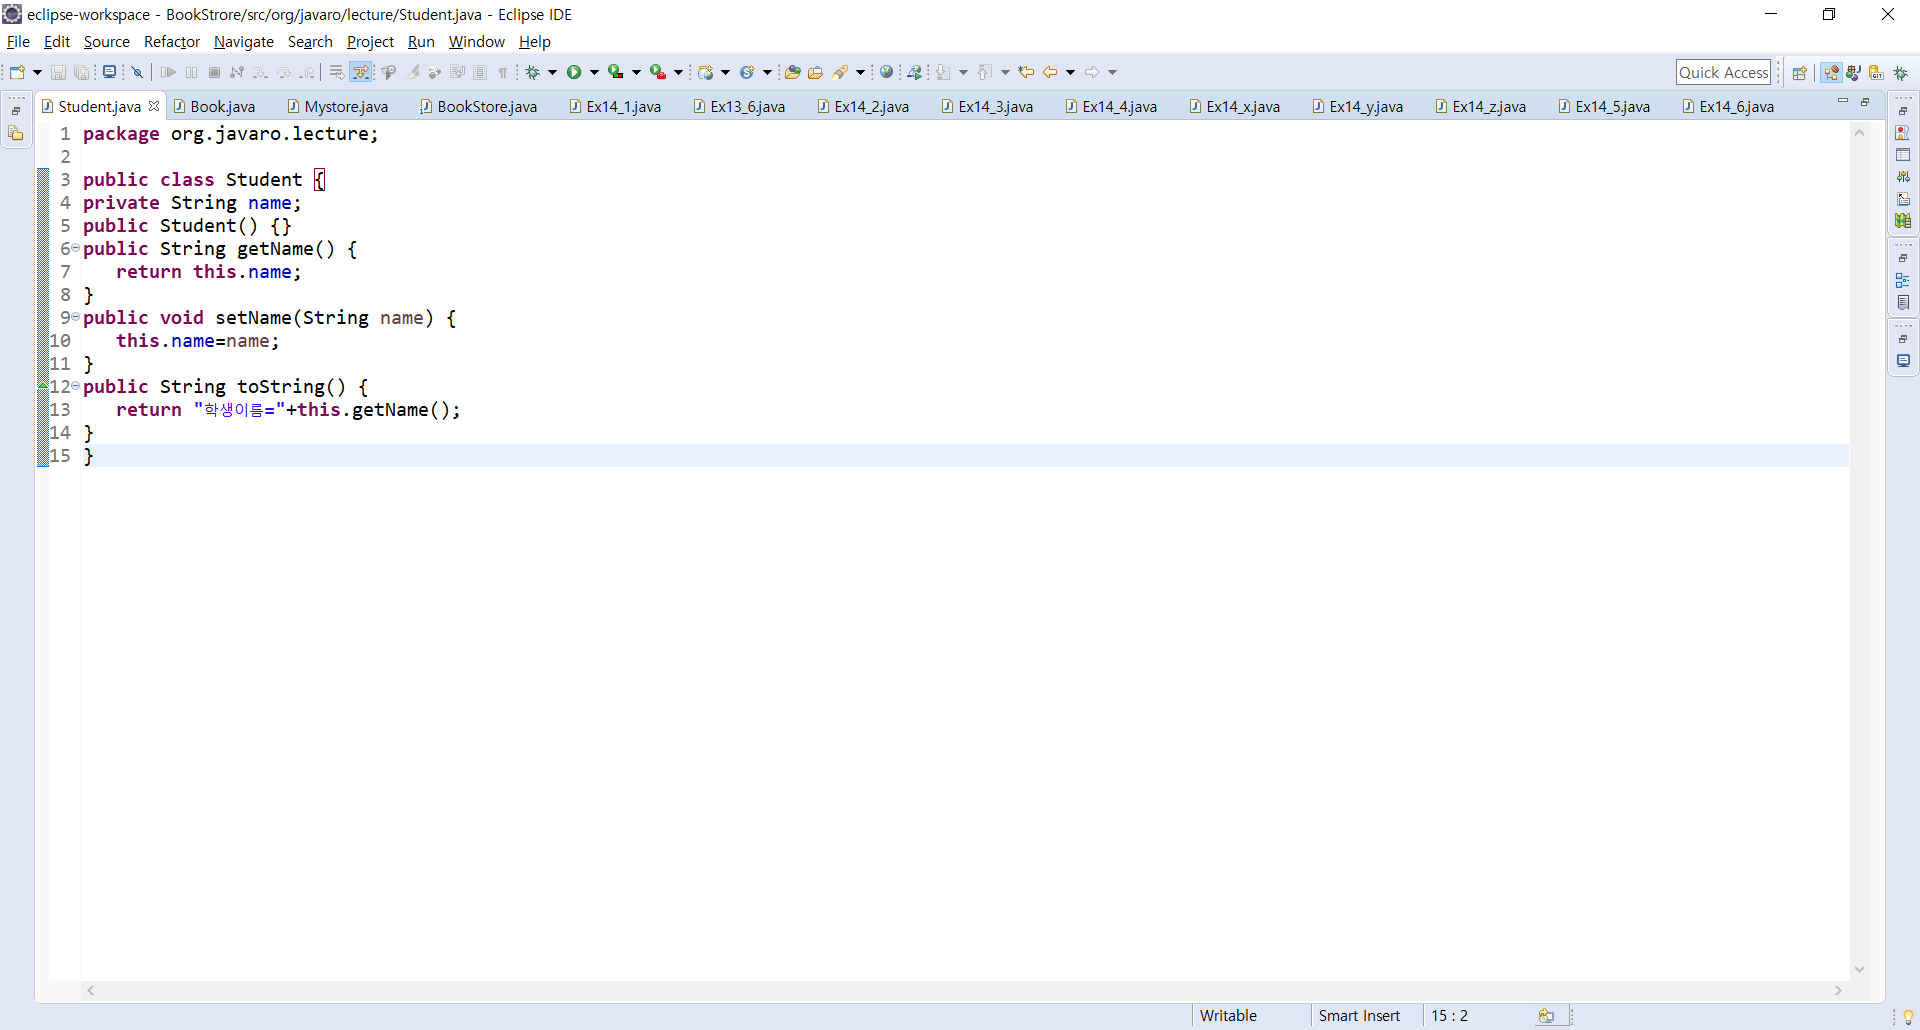 eclipse-workspace - BookStrore/src/org/javaro/lecture/Student.java - Eclipse IDE
File Edit Source Refactor Navigate Search Project Run Window Help
Quick Access
Student.java Book.java Mystore.java BookStore.java Ex14_1.java Ex13_6.java Ex14_2.java Ex14_3.java Ex14_4.java Ex14_x.java Ex14_y.java Ex14_z.java Ex14_5.java Ex14_6.java
1 package org.javaro.lecture;
2
3 public class Student {
4 private String name;
5 public Student() {}
6 public String getName() {
7    return this.name;
8 }
9 public void setName(String name) {
10    this.name=name;
11 }
12 public String toString() {
13    return "학생이름="+this.getName();
14 }
15 }
Writable Smart Insert 15 : 2